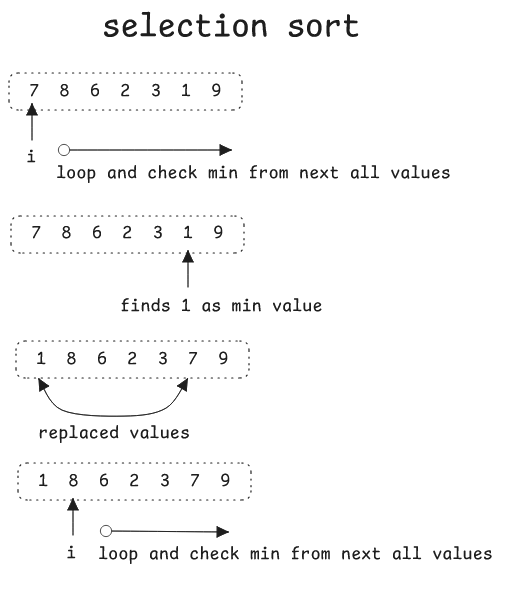 selection sort
7 8 6 2 3 1 9
i
loop and check min from next all values
7 8 6 2 3 1 9
finds 1 as min value
1 8 6 2 3 7 9
replaced values
1 8 6 2 3 7 9
i loop and check min from next all values